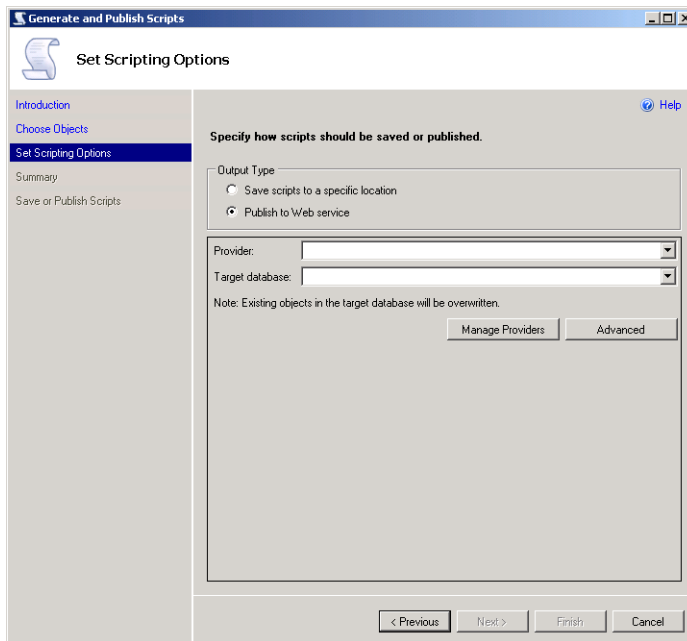 Generate and Publish Scripts
Set Scripting Options
Introduction
Choose Objects
Set Scripting Options
Summary
Save or Publish Scripts
Help
Specify how scripts should be saved or published.
Output Type
Save scripts to a specific location
Publish to Web service
Provider:
Target database:
Note: Existing objects in the target database will be overwritten.
Manage Providers
Advanced
< Previous
Next >
Finish
Cancel